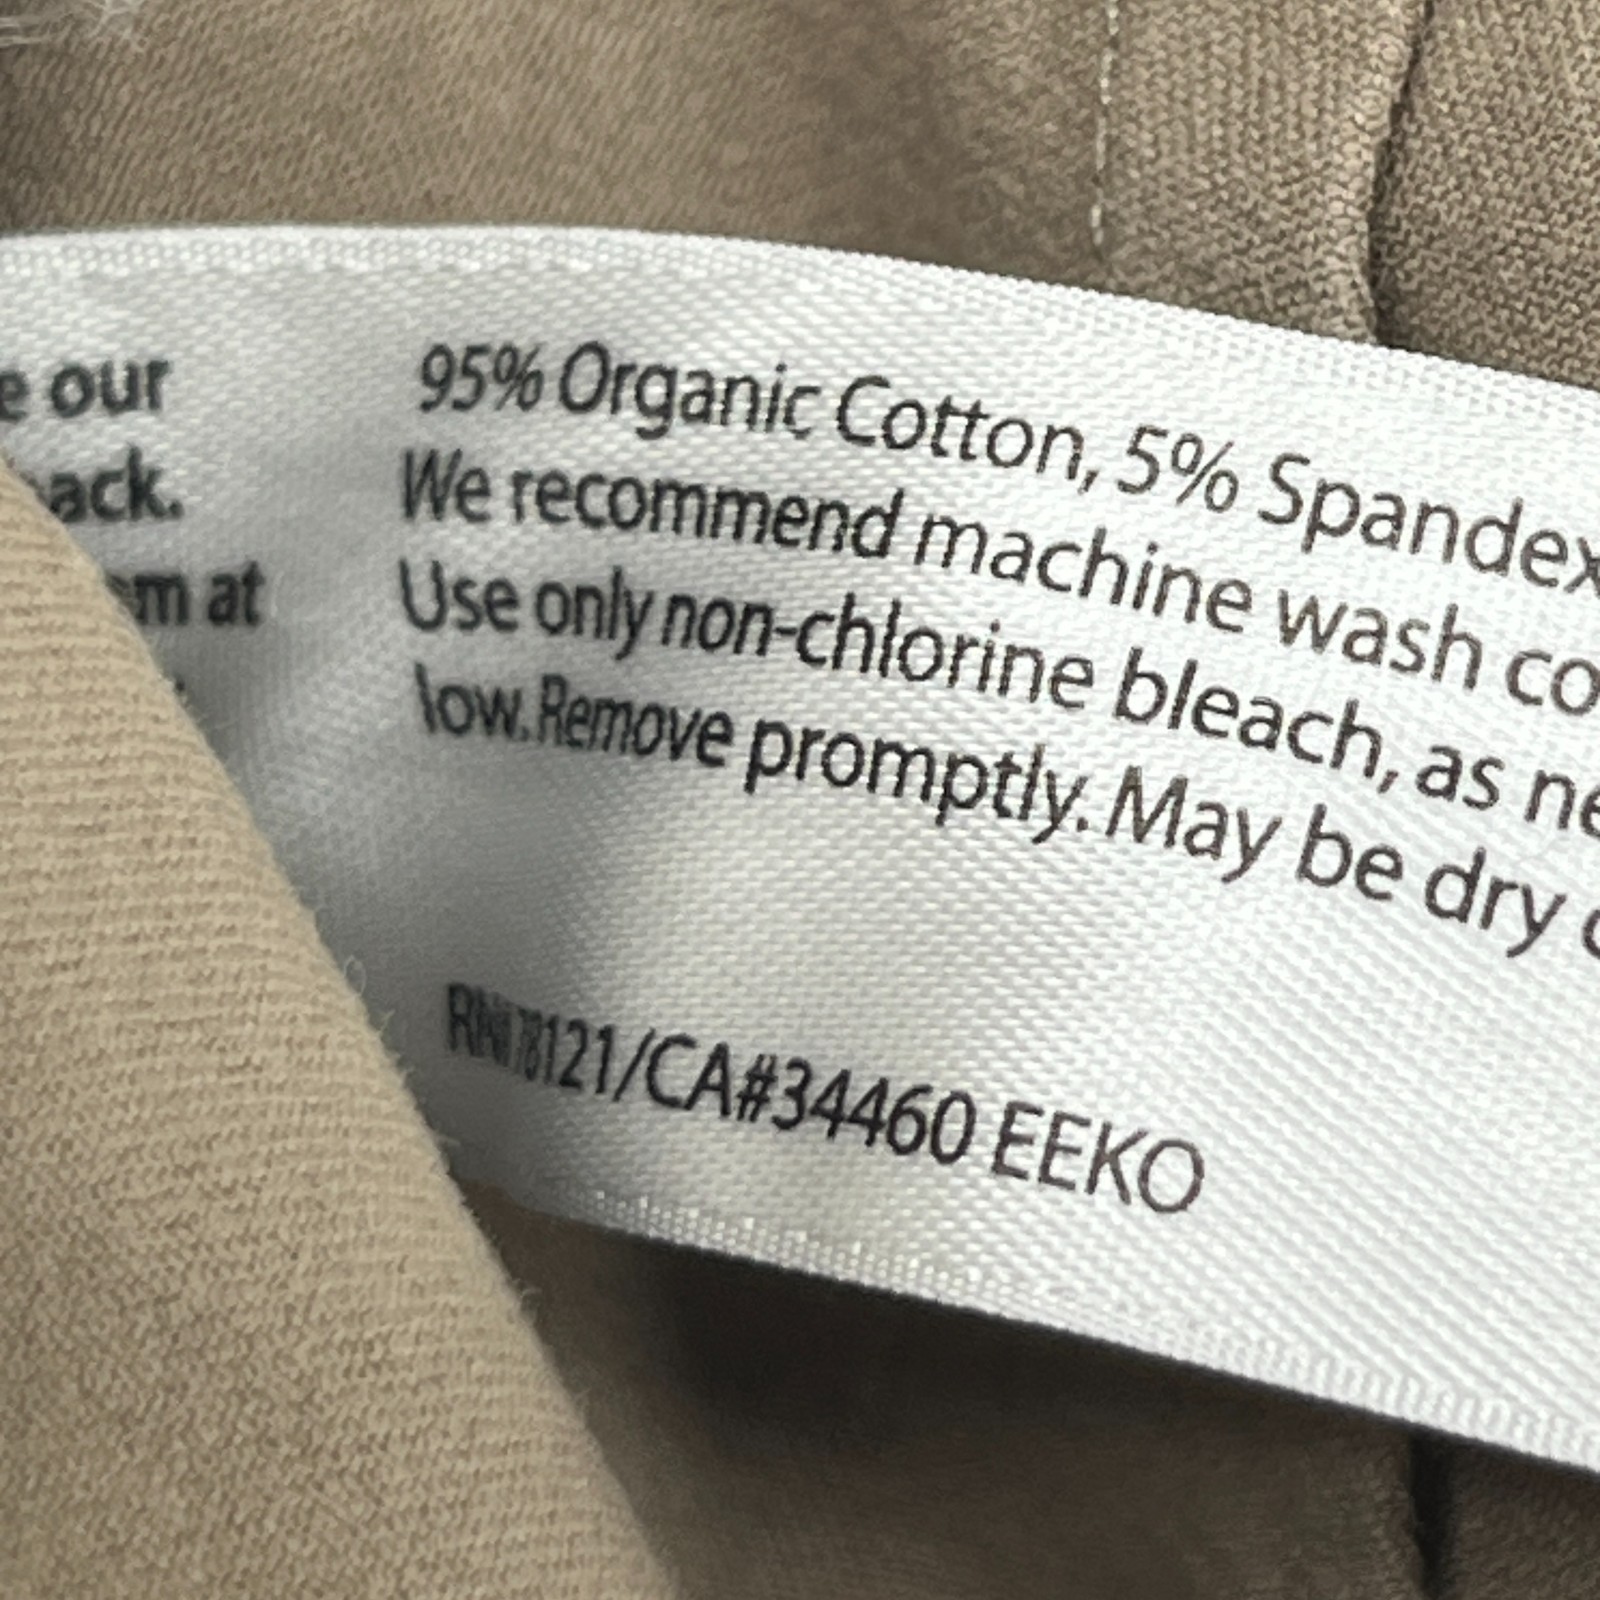 e our
ack.
m at
95% Organic Cotton, 5% Spandex
We recommend machine wash co
Use only non-chlorine bleach, as ne
low. Remove promptly. May be dry c
RN#78121/CA#34460 EEKO